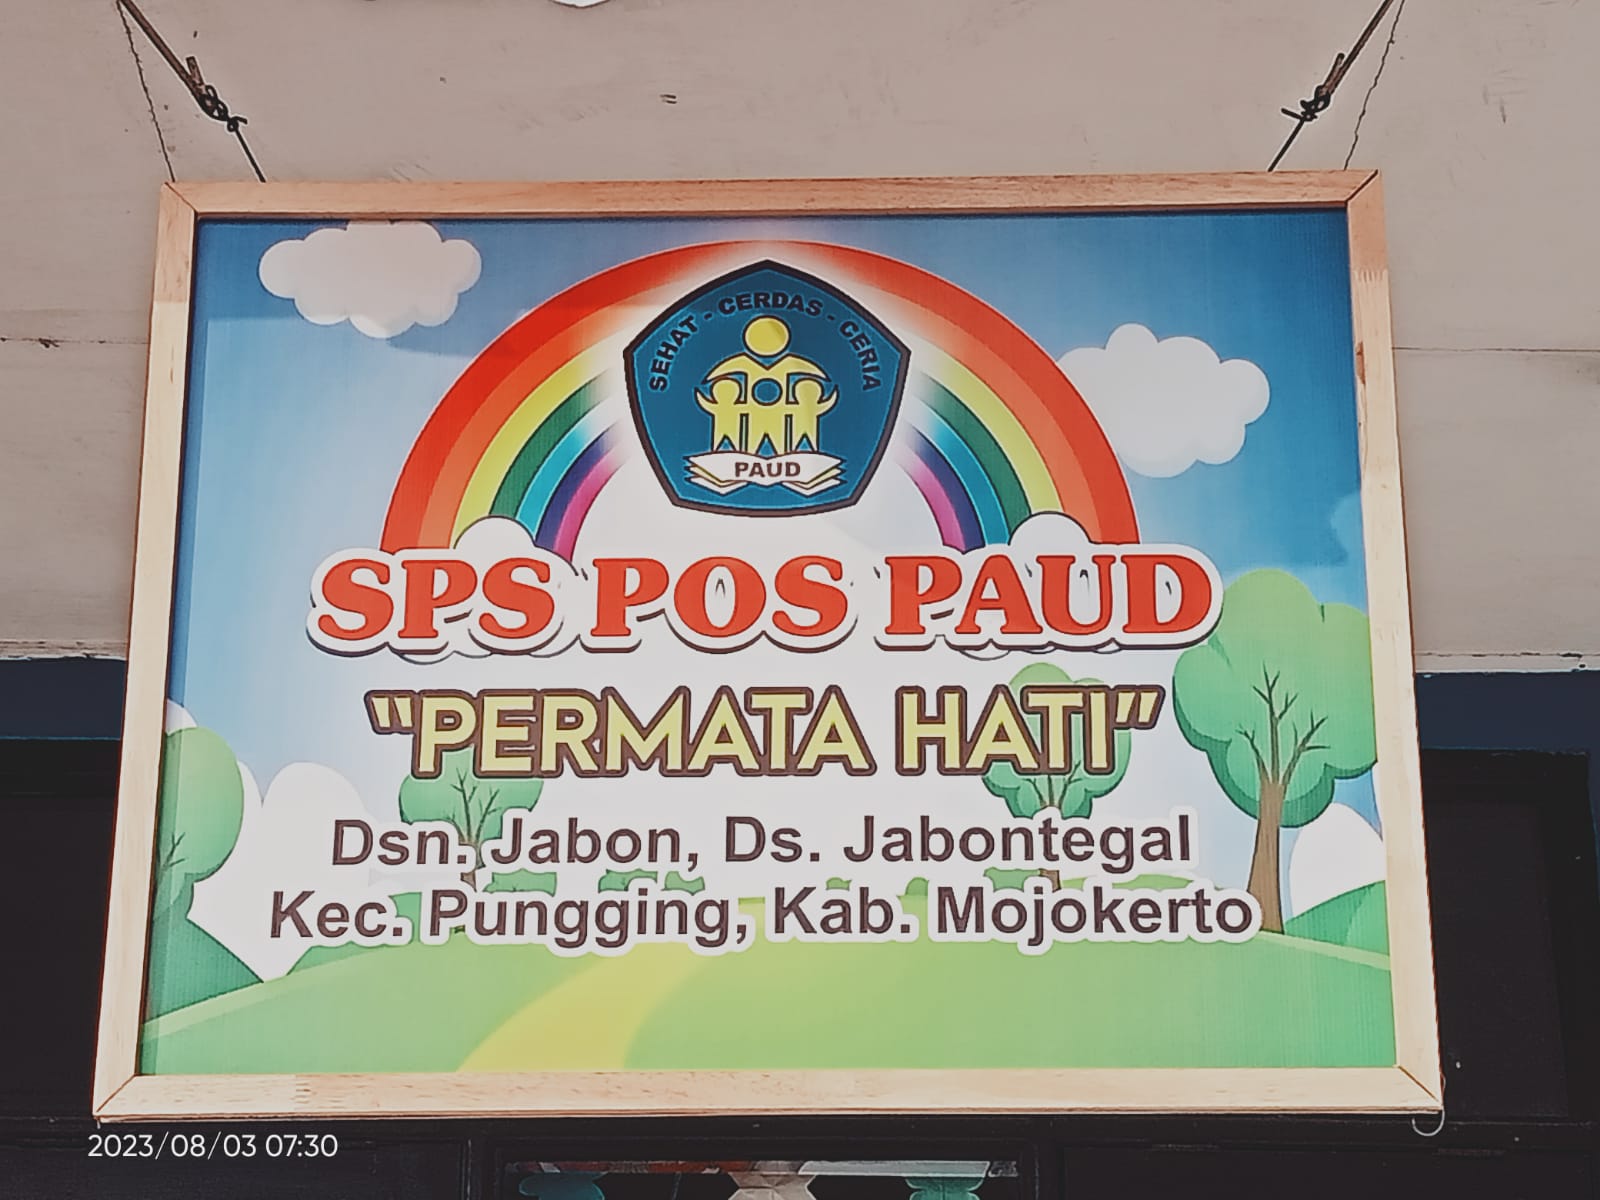 SEHAT - CERDAS - CERIA
PAUD
SPS POS PAUD
"PERMATA HATI"
Dsn. Jabon, Ds. Jabontegal
Kec. Pungging, Kab. Mojokerto
2023/08/03 07:30